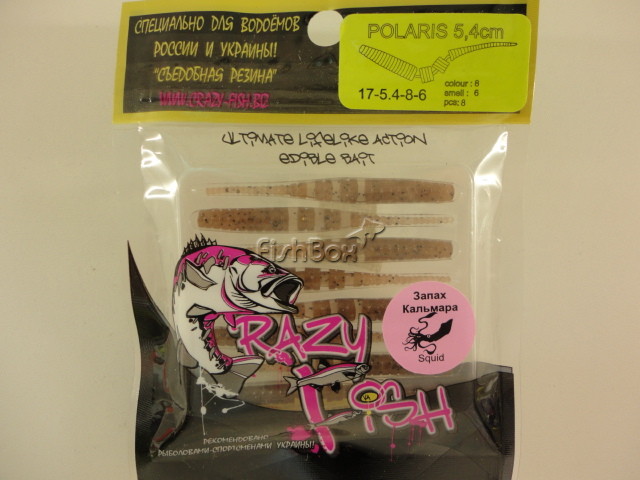 СПЕЦИАЛЬНО ДЛЯ ВОДОЁМОВ
РОССИИ И УКРАИНЫ!!
"СЪЕДОБНАЯ РЕЗИНА"
WWW.CRAZY-FISH.BIZ
POLARIS 5,4cm
17-5.4-8-6
colour : 8
smell : 6
pcs: 8
ULTIMATE LIFELIKE ACTION
EDIBLE BAIT
FishBox
Запах
Кальмара
Squid
CRAZY
FISH
РЕКОМЕНДОВАНО
РЫБОЛОВАМИ-СПОРТСМЕНАМИ УКРАИНЫ!!